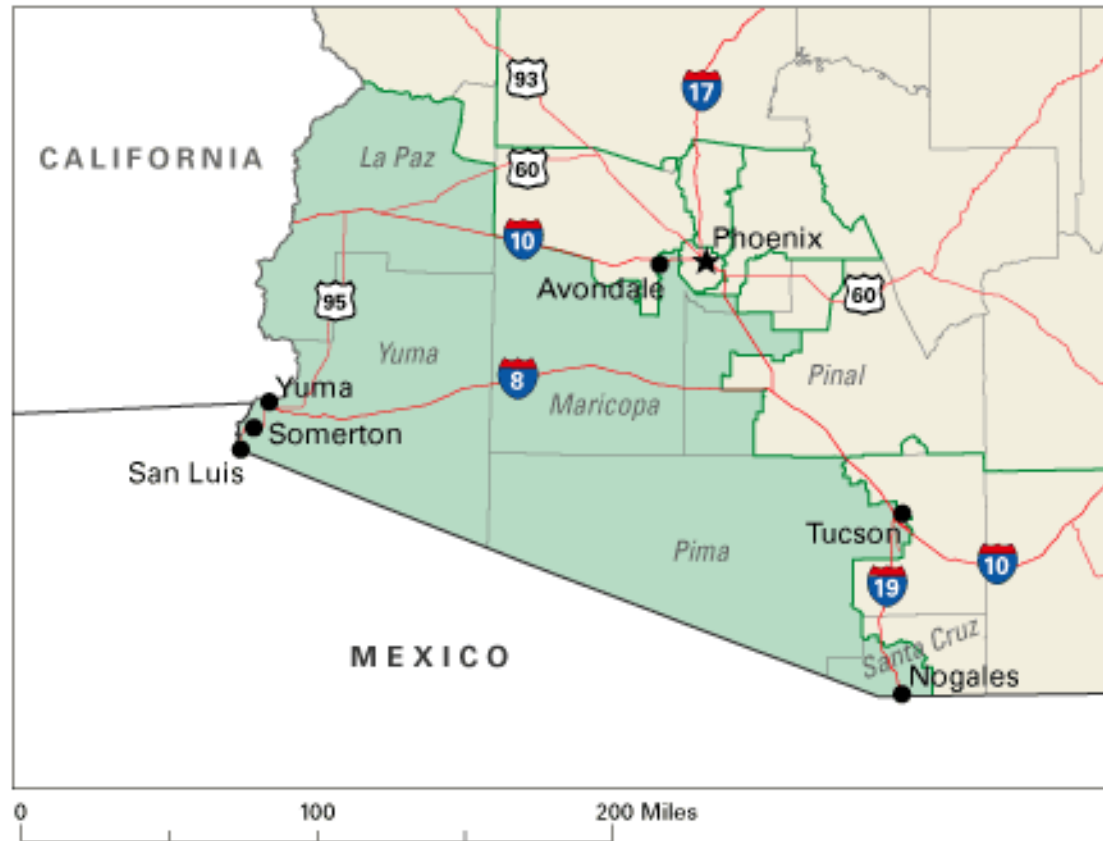 93
17
CALIFORNIA
La Paz
60
10
Phoenix
Avondale
60
95
Yuma
8
Pinal
Maricopa
Yuma
Somerton
San Luis
Tucson
Pima
10
19
Santa Cruz
MEXICO
Nogales
0
100
200 Miles